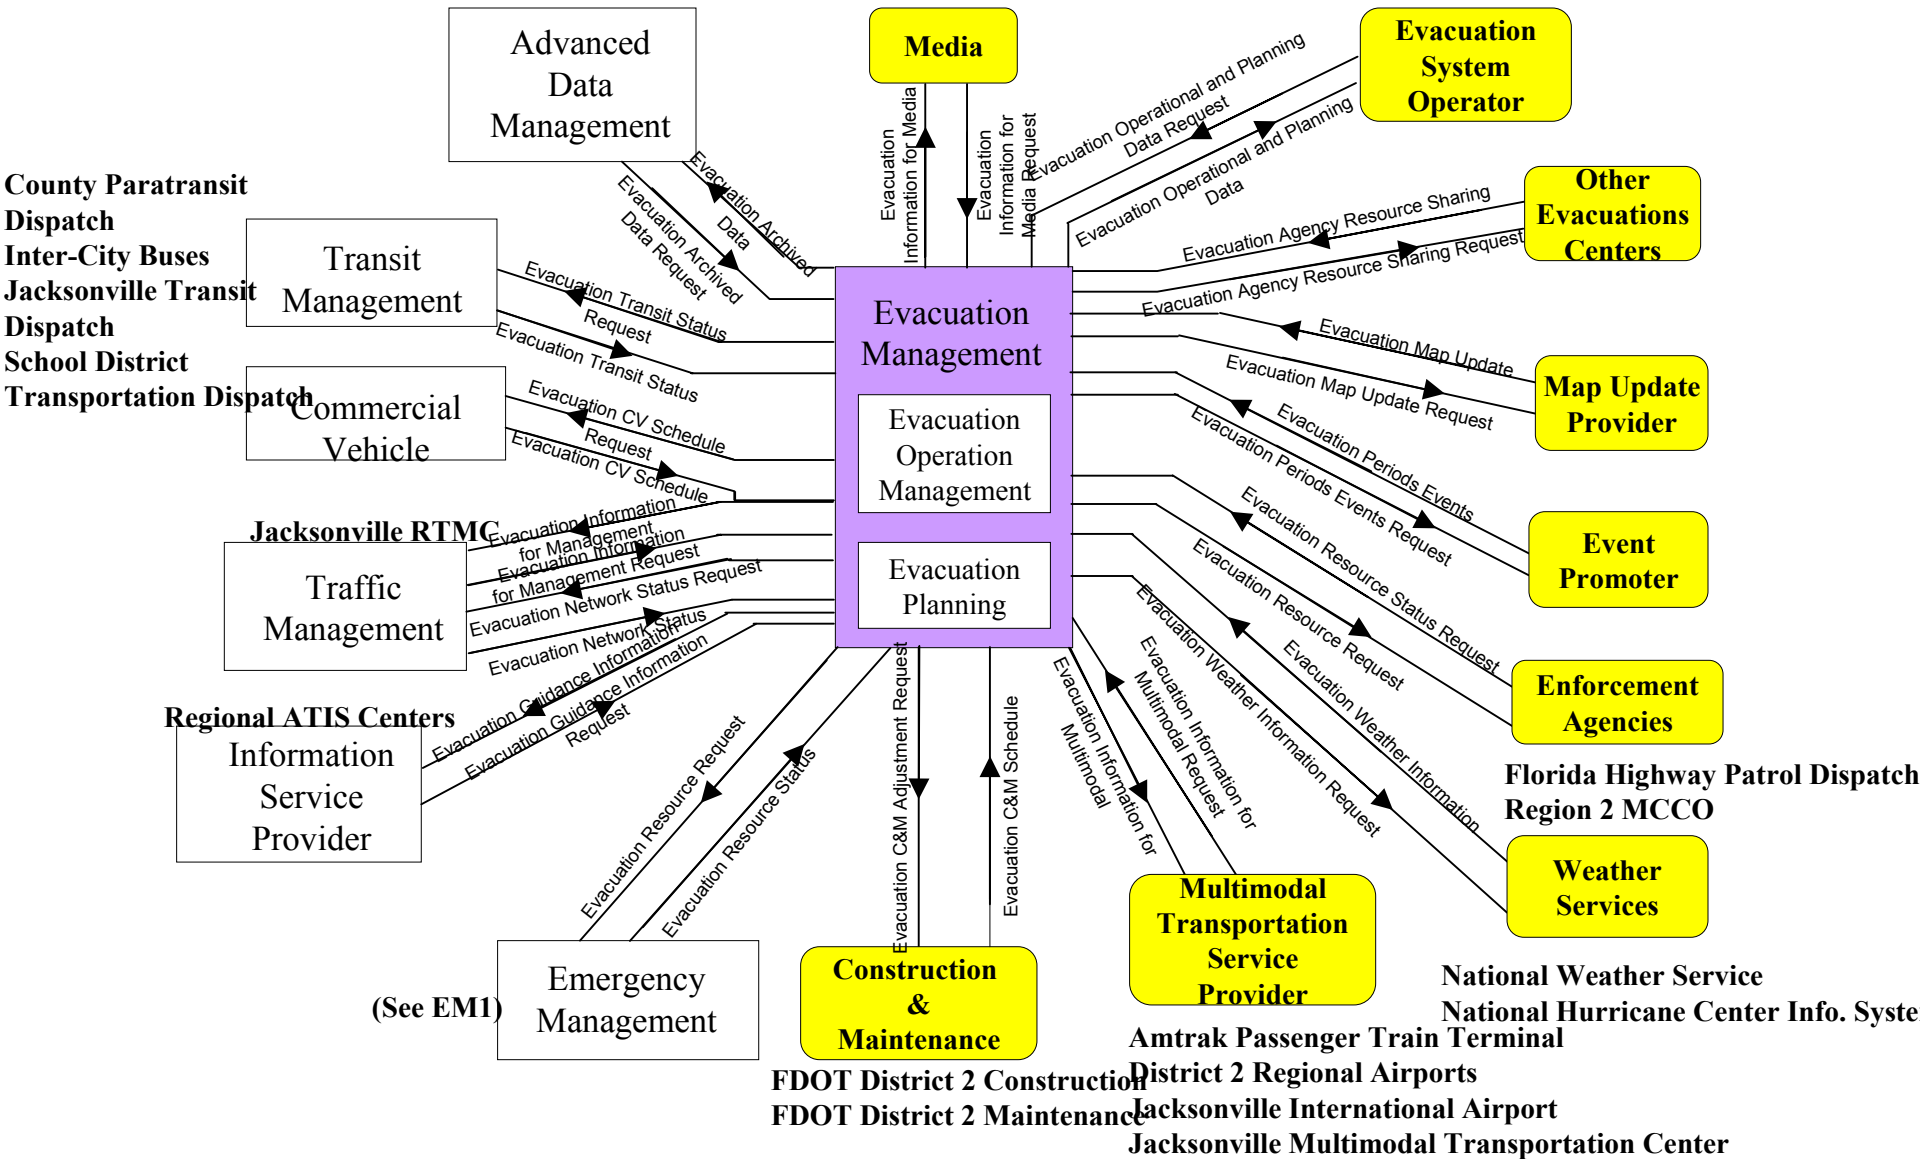 Advanced
Data
Management
Media
Evacuation
System
Operator
Evacuation
Information for Media
Evacuation
Information for
Media Request
Evacuation Operational and Planning
Data Request
Evacuation Operational and Planning
Data
County Paratransit
Dispatch
Inter-City Buses
Jacksonville Transit
Dispatch
School District
Transportation Dispatch
Evacuation Archived
Data
Evacuation Archived
Data Request
Other
Evacuations
Centers
Evacuation Agency Resource Sharing
Evacuation Agency Resource Sharing Request
Transit
Management
Evacuation Transit Status
Request
Evacuation Transit Status
Evacuation
Management
Evacuation
Operation
Management
Evacuation
Planning
Evacuation Map Update
Evacuation Map Update Request
Map Update
Provider
Commercial
Vehicle
Evacuation CV Schedule
Request
Evacuation CV Schedule
Evacuation Periods Events
Evacuation Periods Events Request
Event
Promoter
Jacksonville RTMC
Traffic
Management
Evacuation Information
for Management
Evacuation Information
for Management Request
Evacuation Network Status Request
Evacuation Network Status
Evacuation Resource Status Request
Evacuation Resource Request
Enforcement
Agencies
Florida Highway Patrol Dispatch
Region 2 MCCO
Regional ATIS Centers
Information
Service
Provider
Evacuation Guidance Information
Evacuation Guidance Information
Request
Evacuation Weather Information
Evacuation Weather Information Request
Weather
Services
National Weather Service
National Hurricane Center Info. Syste
Evacuation Resource Request
Evacuation Resource Status
(See EM1)
Emergency
Management
Evacuation C&M Adjustment Request
Evacuation C&M Schedule
Construction
&
Maintenance
FDOT District 2 Construction
FDOT District 2 Maintenance
Evacuation Information for
Multimodal
Evacuation Information for
Multimodal Request
Multimodal
Transportation
Service
Provider
Amtrak Passenger Train Terminal
District 2 Regional Airports
Jacksonville International Airport
Jacksonville Multimodal Transportation Center